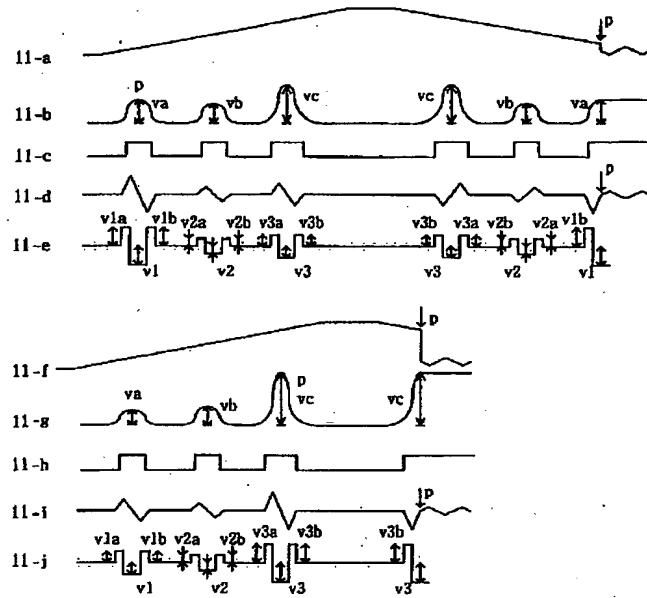 p
11-a
p
va vb vc vc vb va
11-b
11-c
p
11-d
v1a v1b v2a v2b v3a v3b v3b v3a v2b v2a v1b
11-e
v1 v2 v3 v3 v2 v1
p
11-f
p
va vb vc vc
11-g
11-h
p
11-i
v1a v1b v2a v2b v3a v3b v3b
11-j
v1 v2 v3 v3